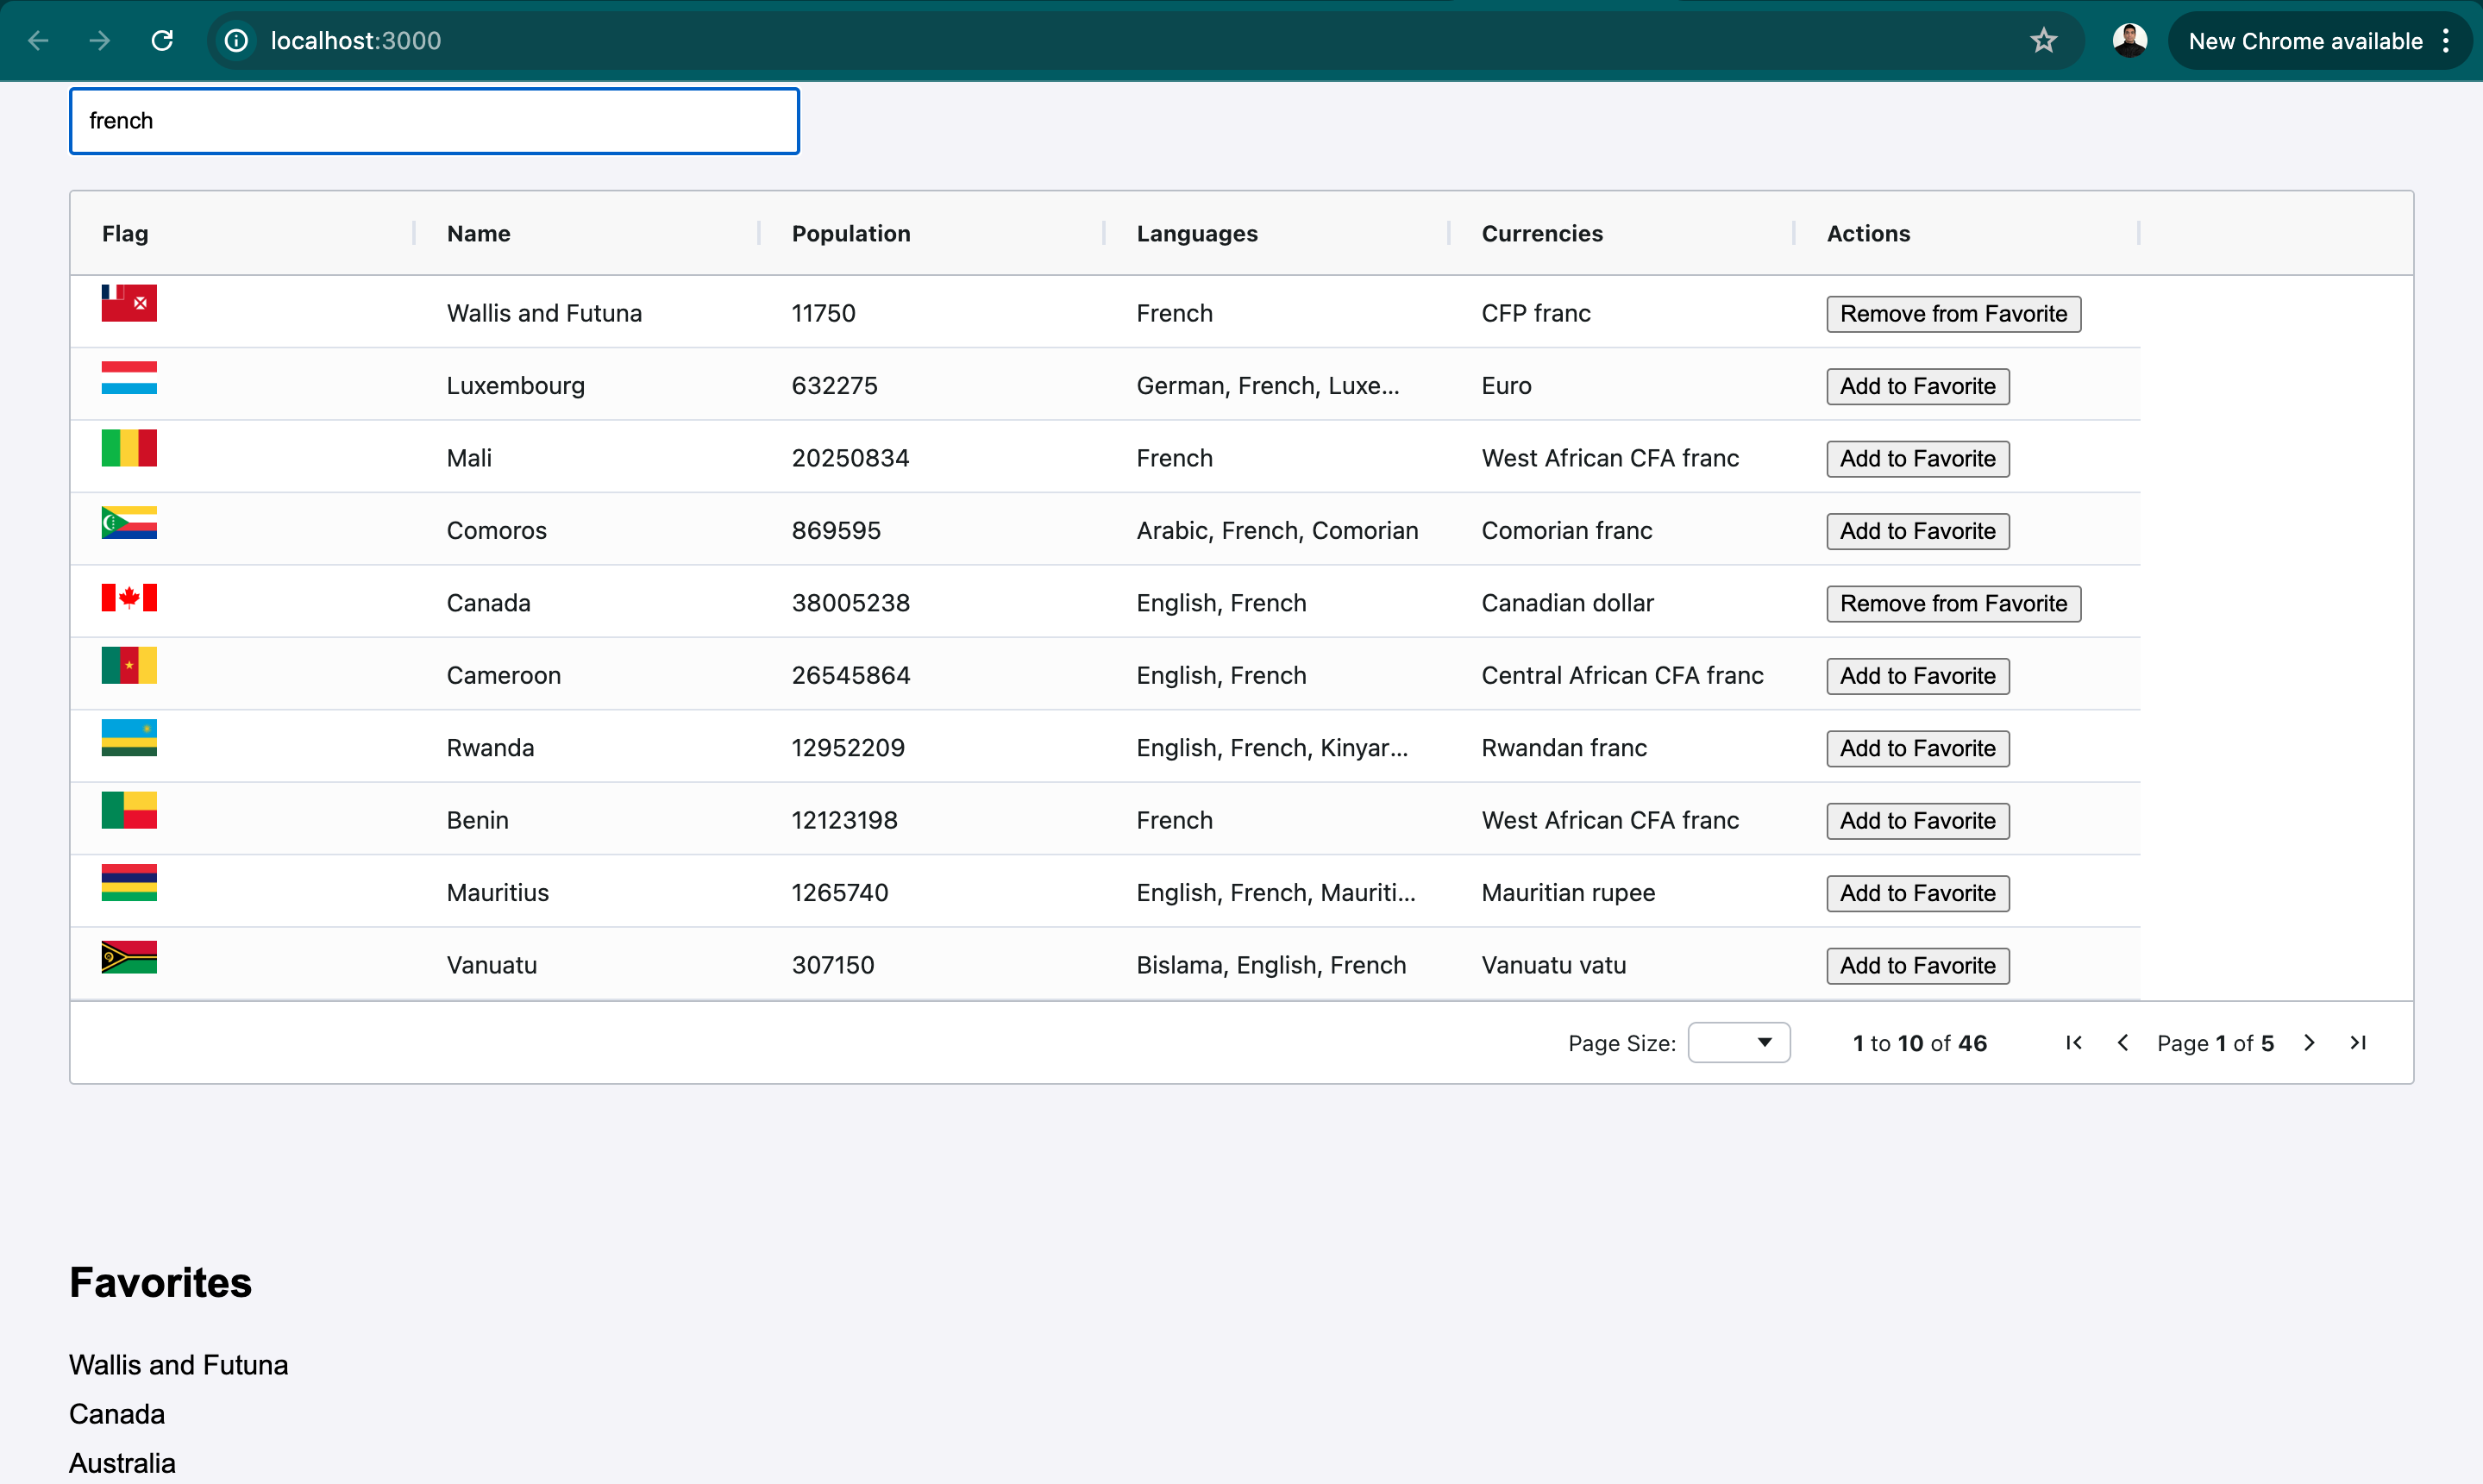 localhost:3000
New Chrome available
french
Flag Name Population Languages Currencies Actions
Wallis and Futuna 11750 French CFP franc Remove from Favorite
Luxembourg 632275 German, French, Luxe... Euro Add to Favorite
Mali 20250834 French West African CFA franc Add to Favorite
Comoros 869595 Arabic, French, Comorian Comorian franc Add to Favorite
Canada 38005238 English, French Canadian dollar Remove from Favorite
Cameroon 26545864 English, French Central African CFA franc Add to Favorite
Rwanda 12952209 English, French, Kinyar... Rwandan franc Add to Favorite
Benin 12123198 French West African CFA franc Add to Favorite
Mauritius 1265740 English, French, Mauriti... Mauritian rupee Add to Favorite
Vanuatu 307150 Bislama, English, French Vanuatu vatu Add to Favorite
Page Size: 1 to 10 of 46 Page 1 of 5
Favorites
Wallis and Futuna
Canada
Australia